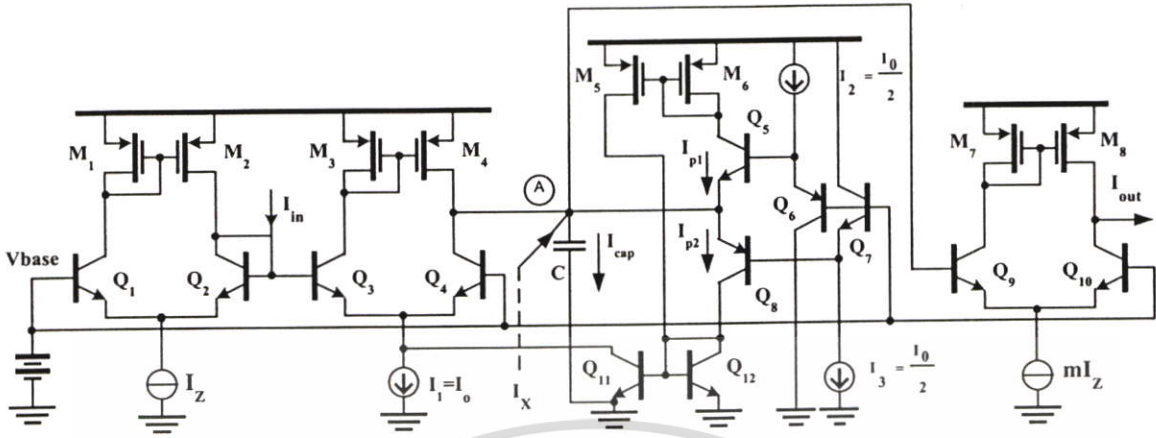 M5 M6 I2 = I0/2
Q5
M1 M2 M3 M4 Ip1 M7 M8
A Iout
Iin Q6
Icap Ip2 Q7
Vbase C
Q1 Q2 Q3 Q4 Q8 Q9 Q10
IZ I1=Io IX Q11 Q12 I3 = I0/2 mIZ